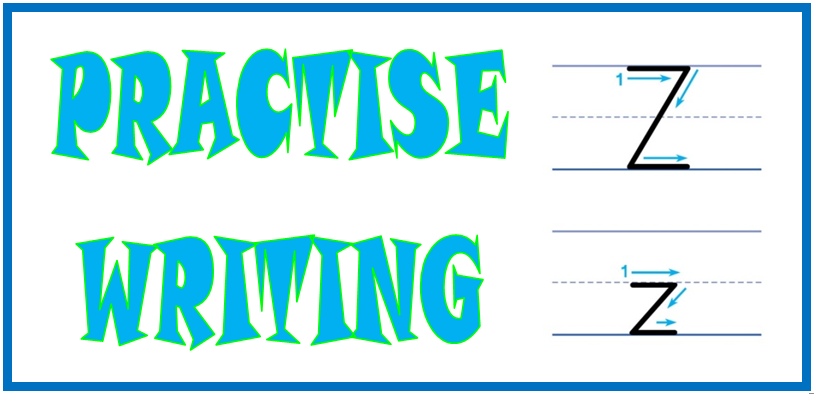 PRACTISE
1
Z
WRITING
1
z